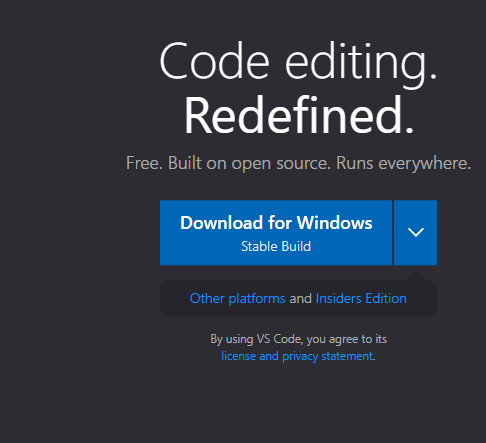 Code editing.
Redefined.
Free. Built on open source. Runs everywhere.
Download for Windows
Stable Build
Other platforms and Insiders Edition
By using VS Code, you agree to its
license and privacy statement.